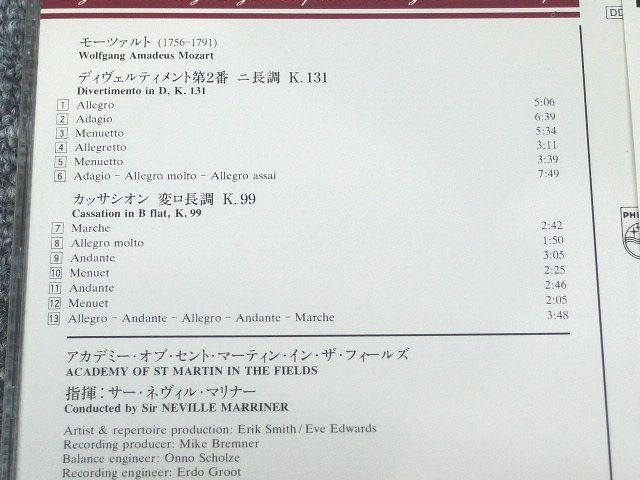 モーツァルト (1756-1791)
Wolfgang Amadeus Mozart
ディヴェルティメント第2番 ニ長調 K.131
Divertimento in D, K. 131
1 Allegro 5:06
2 Adagio 6:39
3 Menuetto 5:34
4 Allegretto 3:11
5 Menuetto 3:39
6 Adagio – Allegro molto – Allegro assai 7:49
カッサシオン 変ロ長調 K.99
Cassation in B flat, K. 99
7 Marche 2:42
8 Allegro molto 1:50
9 Andante 3:05
10 Menuet 2:25
11 Andante 2:46
12 Menuet 2:05
13 Allegro – Andante – Allegro – Andante – Marche 3:48
アカデミー・オブ・セント・マーティン・イン・ザ・フィールズ
ACADEMY OF ST MARTIN IN THE FIELDS
指揮：サー・ネヴィル・マリナー
Conducted by Sir NEVILLE MARRINER
Artist & repertoire production: Erik Smith/Eve Edwards
Recording producer: Mike Bremner
Balance engineer: Onno Scholze
Recording engineer: Erdo Groot
DD
PHI